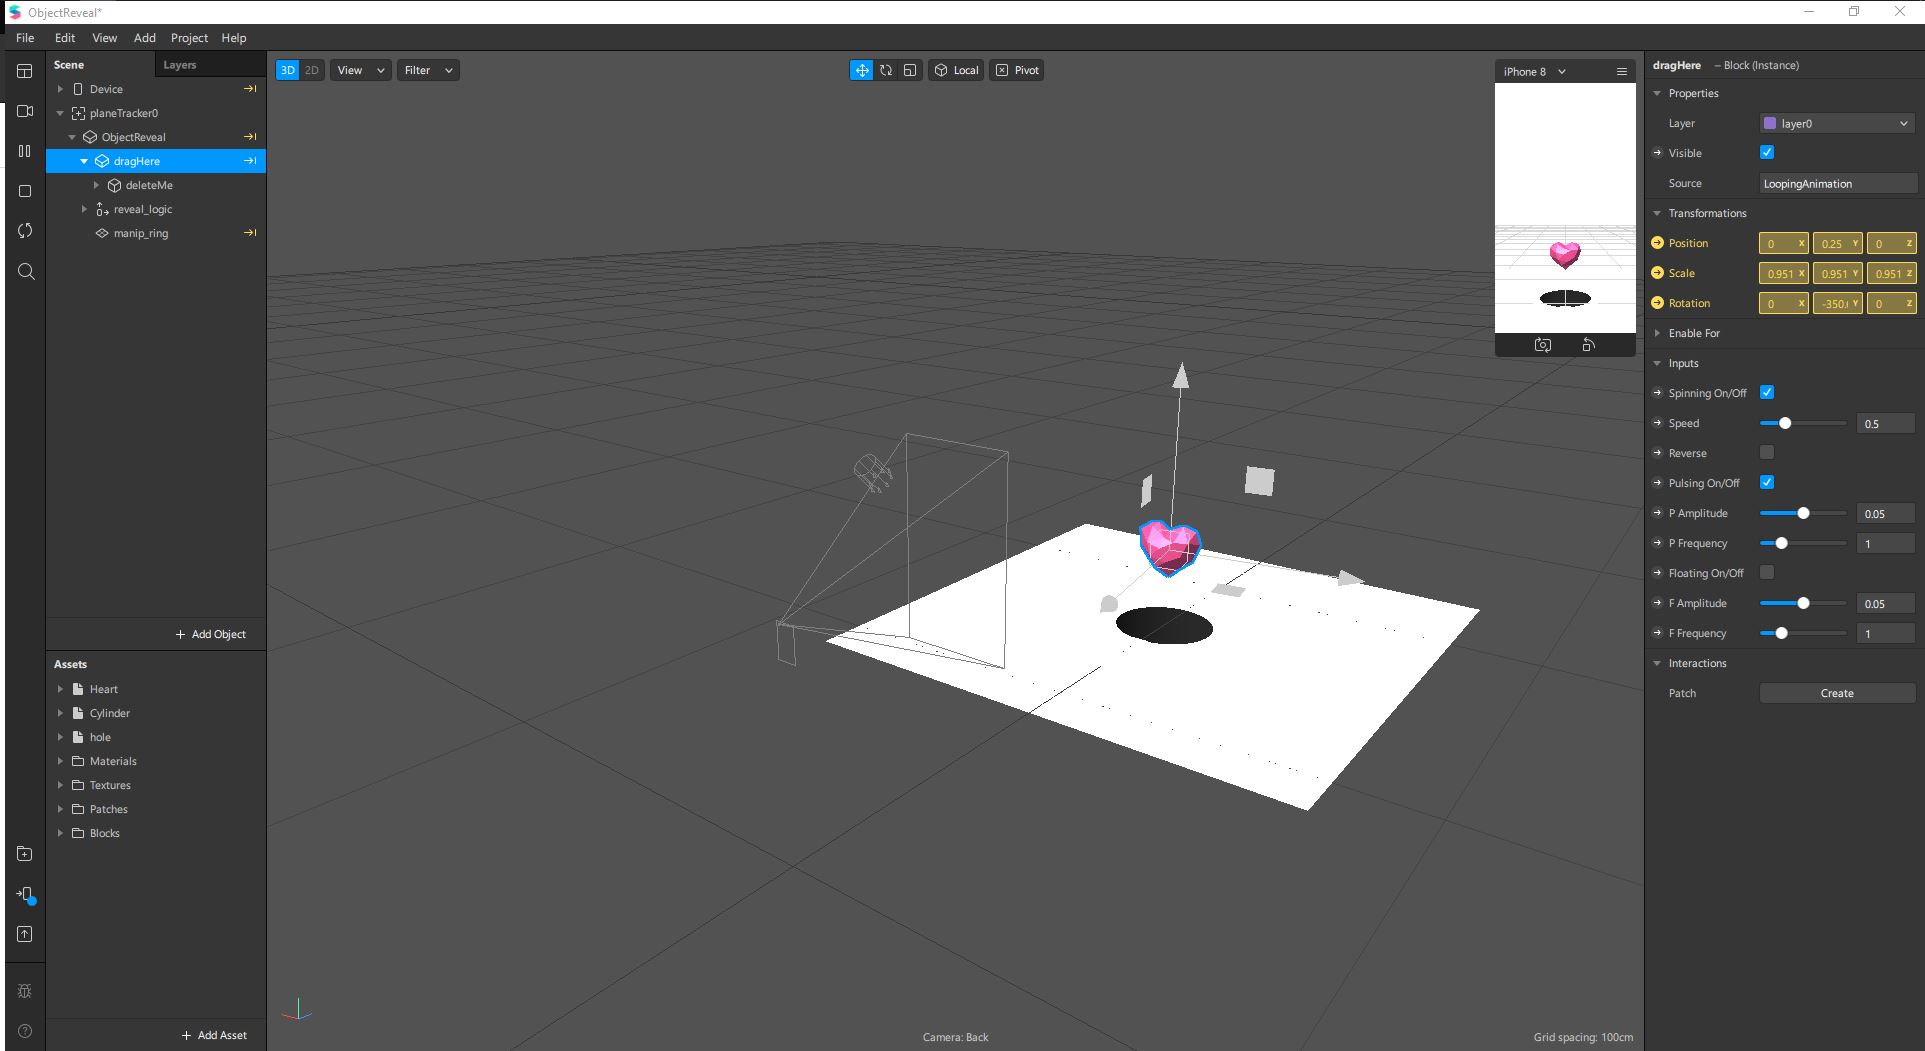 ObjectReveal*
File Edit View Add Project Help
Scene Layers
Device
planeTracker0
ObjectReveal
dragHere
deleteMe
reveal_logic
manip_ring
+ Add Object
Assets
Heart
Cylinder
hole
Materials
Textures
Patches
Blocks
+ Add Asset
3D 2D View Filter Local Pivot
iPhone 8
Camera: Back
Grid spacing: 100cm
dragHere – Block (Instance)
Properties
Layer layer0
Visible
Source LoopingAnimation
Transformations
Position 0 X 0.25 Y 0 Z
Scale 0.951 X 0.951 Y 0.951 Z
Rotation 0 X -350. Y 0 Z
Enable For
Inputs
Spinning On/Off
Speed 0.5
Reverse
Pulsing On/Off
P Amplitude 0.05
P Frequency 1
Floating On/Off
F Amplitude 0.05
F Frequency 1
Interactions
Patch Create